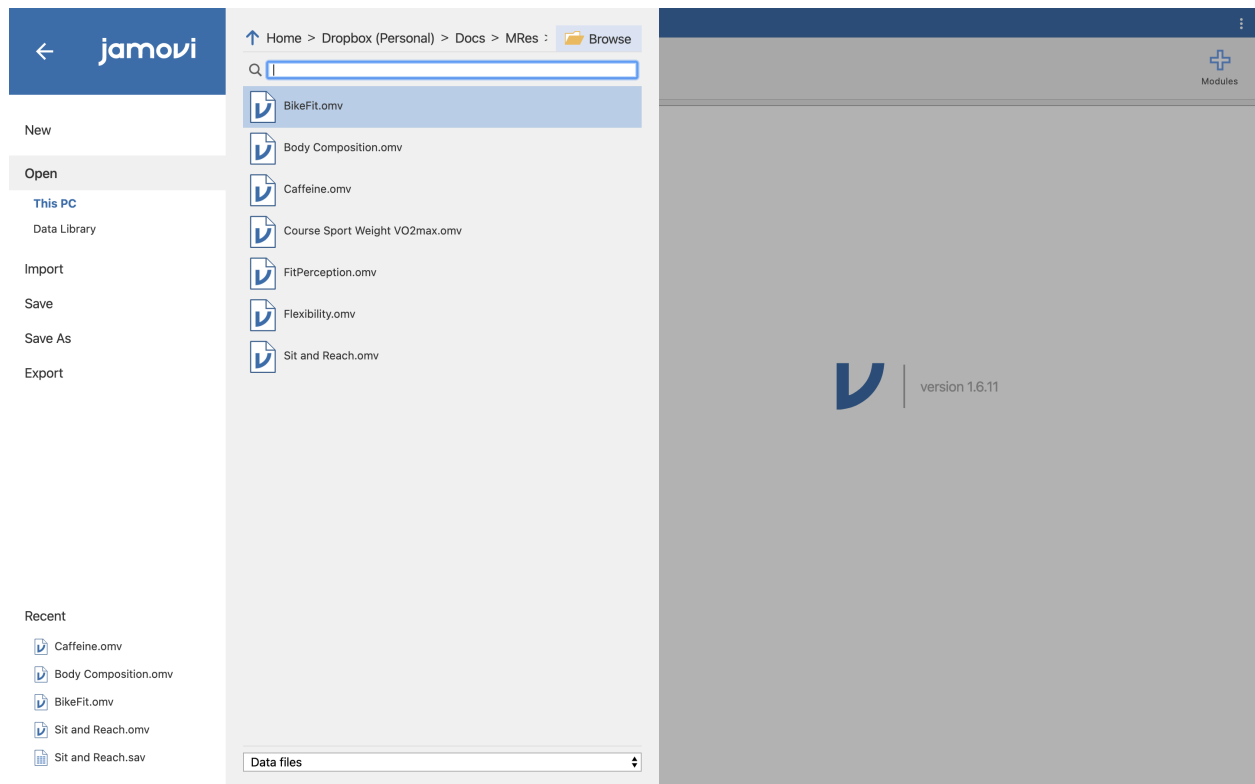 jamovi
New
Open
This PC
Data Library
Import
Save
Save As
Export
Recent
Caffeine.omv
Body Composition.omv
BikeFit.omv
Sit and Reach.omv
Sit and Reach.sav
Home > Dropbox (Personal) > Docs > MRes
Browse
BikeFit.omv
Body Composition.omv
Caffeine.omv
Course Sport Weight VO2max.omv
FitPerception.omv
Flexibility.omv
Sit and Reach.omv
Data files
Modules
version 1.6.11